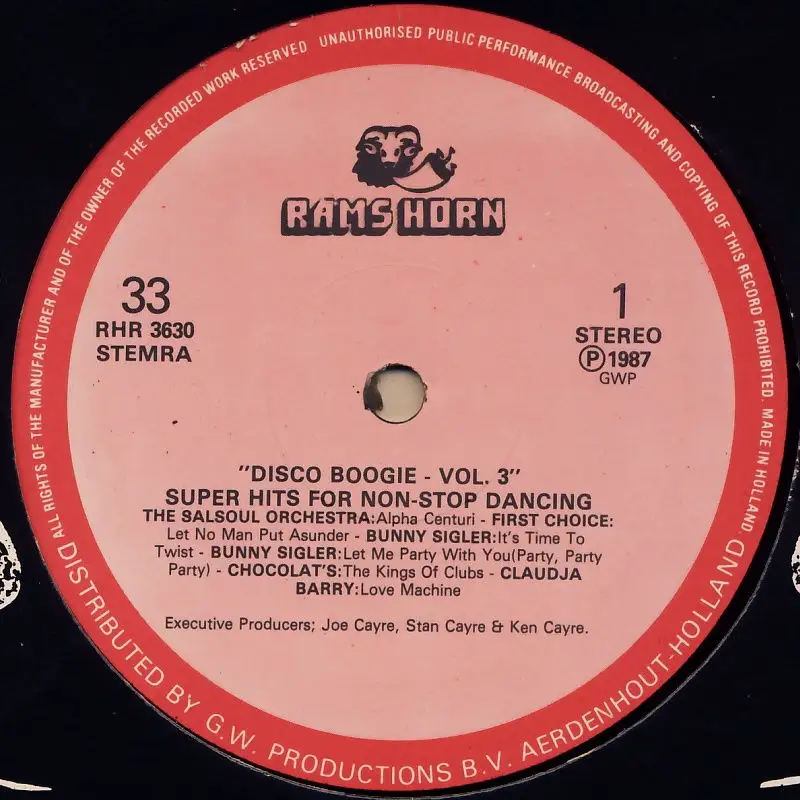 ALL RIGHTS OF THE MANUFACTURER AND OF THE OWNER OF THE RECORDED WORK RESERVED UNAUTHORISED PUBLIC PERFORMANCE BROADCASTING AND COPYING OF THIS RECORD PROHIBITED. MADE IN HOLLAND.
RAMS HORN
33
RHR 3630
STEMRA
1
STEREO
Ⓟ1987
GWP
"DISCO BOOGIE - VOL. 3"
SUPER HITS FOR NON-STOP DANCING
THE SALSOUL ORCHESTRA:Alpha Centuri - FIRST CHOICE:
Let No Man Put Asunder - BUNNY SIGLER:It's Time To
Twist - BUNNY SIGLER:Let Me Party With You(Party, Party
Party) - CHOCOLAT'S:The Kings Of Clubs - CLAUDJA
BARRY:Love Machine
Executive Producers; Joe Cayre, Stan Cayre & Ken Cayre.
DISTRIBUTED BY G.W. PRODUCTIONS B.V. AERDENHOUT-HOLLAND